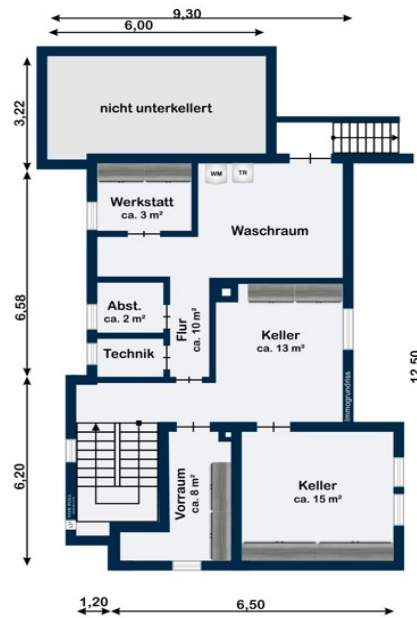 9,30
6,00
3,22
nicht unterkellert
WM
TR
Werkstatt
ca. 3 m²
Waschraum
6,58
Abst.
ca. 2 m²
Flur
ca. 10 m²
Keller
ca. 13 m²
Technik
Immogrundriss
12,50
6,20
Vorraum
ca. 8 m²
Keller
ca. 15 m²
1,20
6,50